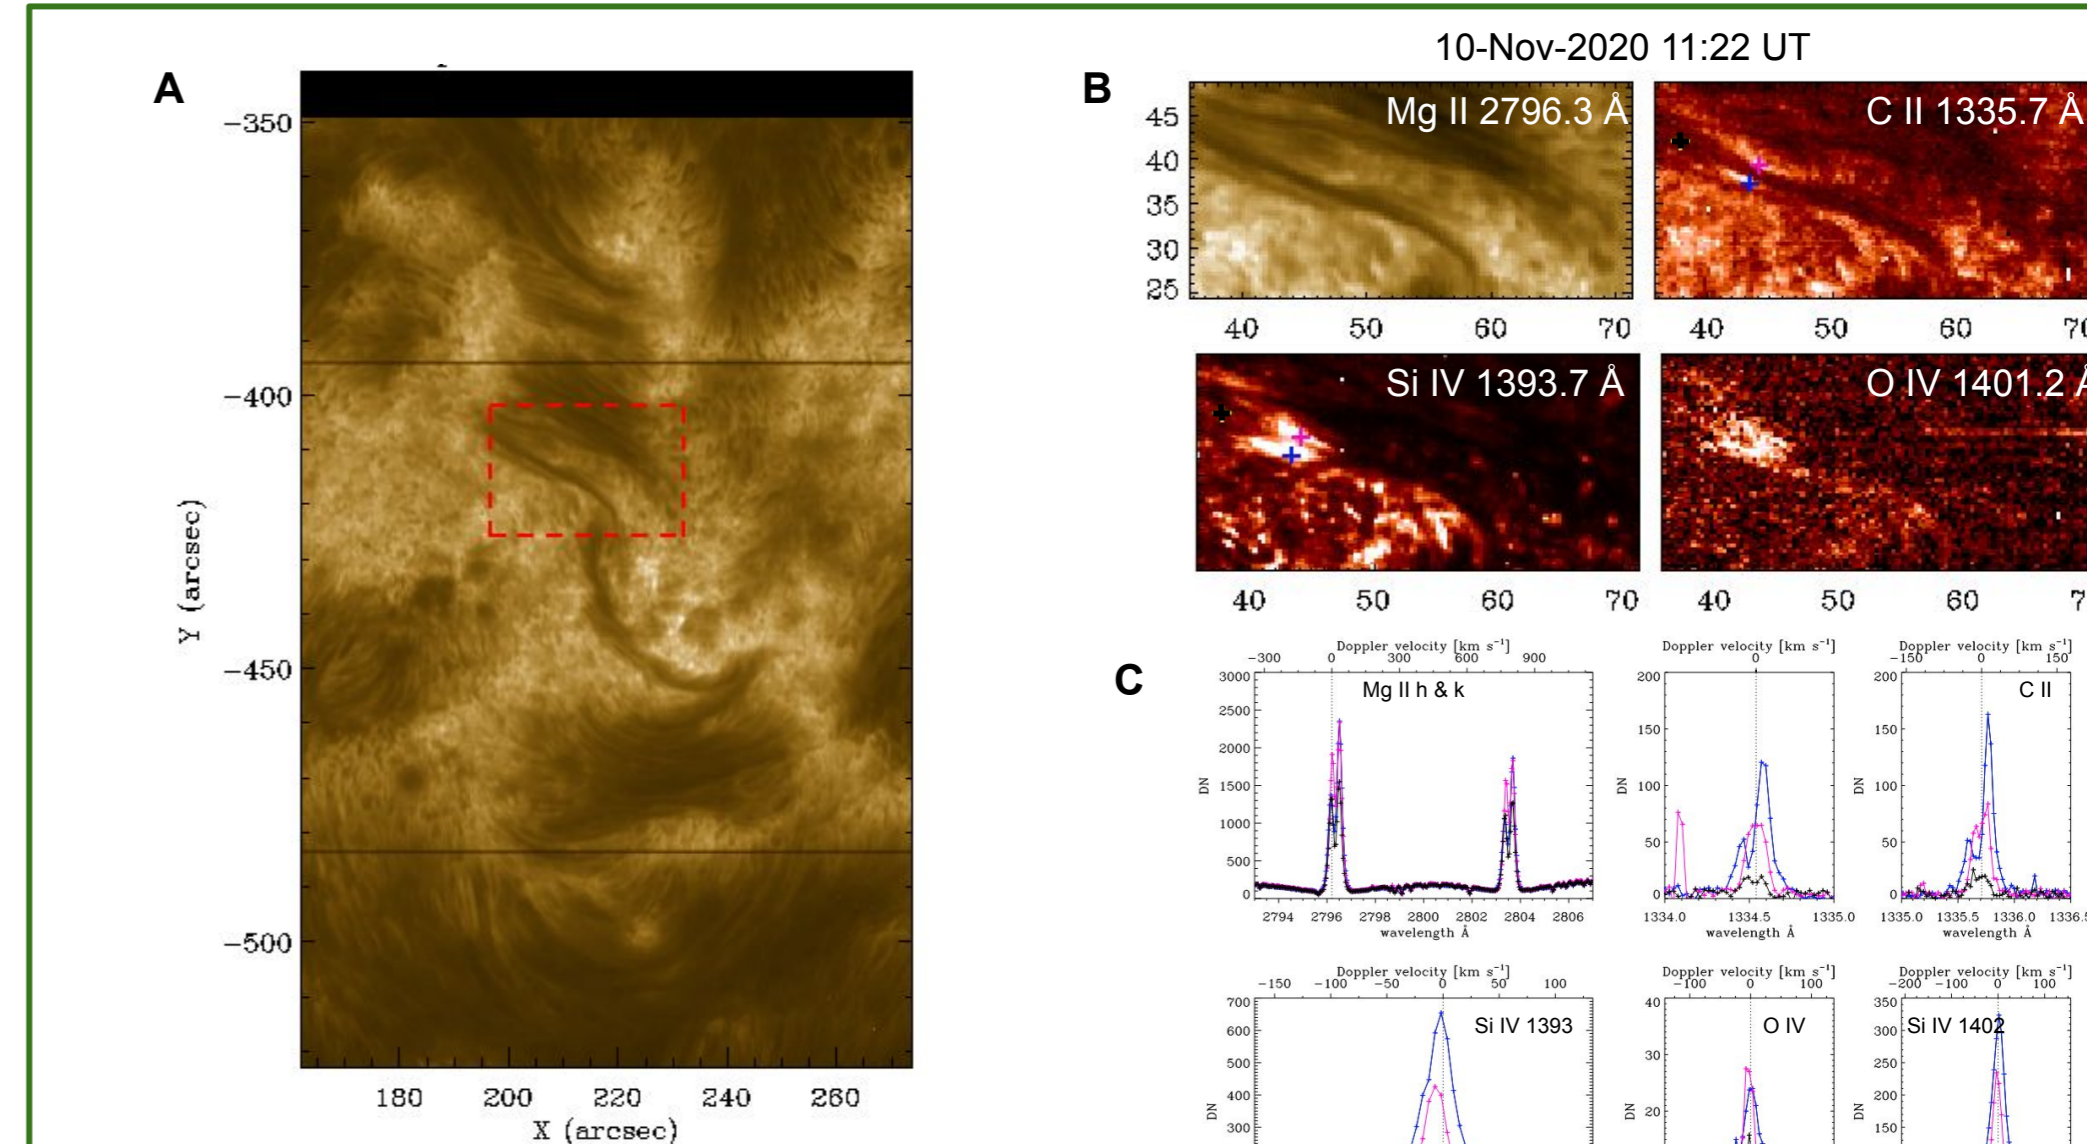 A
-350
-400
-450
-500
Y (arcsec)
180 200 220 240 260
X (arcsec)
10-Nov-2020 11:22 UT
B
Mg II 2796.3 Å
45
40
35
30
25
40 50 60 70
C II 1335.7 Å
40 50 60
Si IV 1393.7 Å
40 50 60 70
O IV 1401.2
40 50 60
C
Doppler velocity [km s⁻¹]
-300 0 300 600 900
Mg II h & k
3000
2500
2000
1500
1000
500
0
DN
2794 2796 2798 2800 2802 2804 2806
wavelength Å
Doppler velocity [km s⁻¹]
0
200
150
100
50
0
DN
1334.0 1334.5 1335.0
wavelength Å
Doppler velocity [km s⁻¹]
-150 0 150
C II
200
150
100
50
0
DN
1335.0 1335.5 1336.0 1336.5
wavelength Å
Doppler velocity [km s⁻¹]
-150 -100 -50 0 50 100
Si IV 1393
700
600
500
400
300
DN
Doppler velocity [km s⁻¹]
-100 0 100
O IV
40
30
20
DN
Doppler velocity [km s⁻¹]
-200 -100 0 100
Si IV 1402
350
300
250
200
150
DN